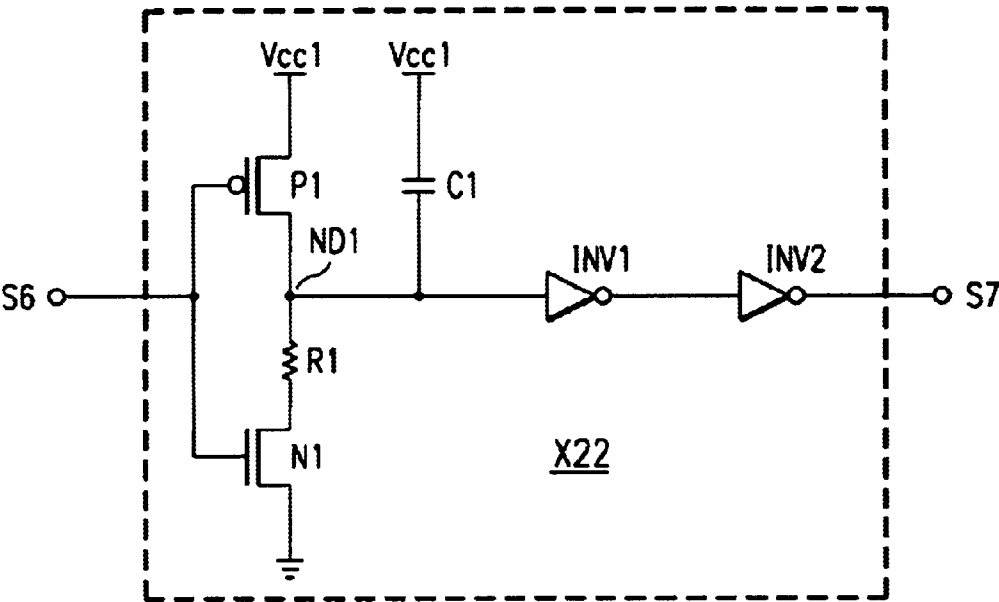 Vcc1 Vcc1
P1 C1
ND1
INV1 INV2
S6 S7
R1
N1
X22